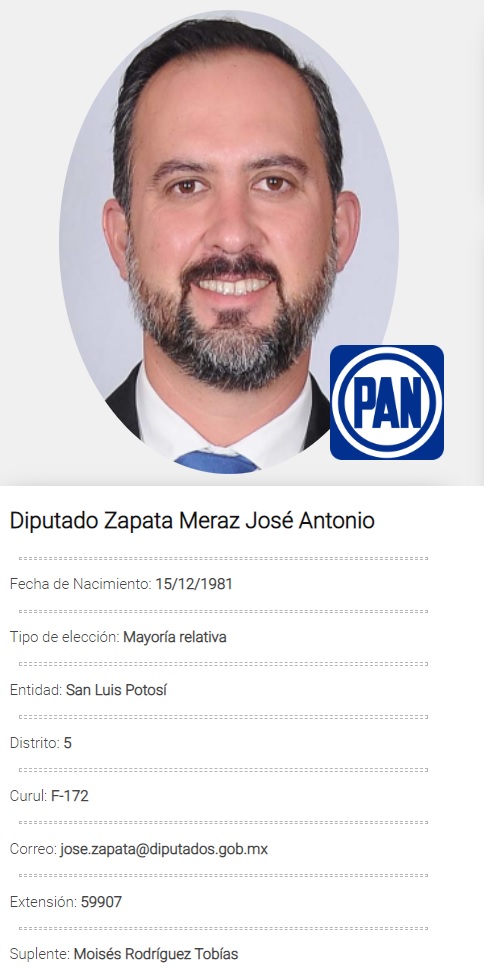 PAN
Diputado Zapata Meraz José Antonio
Fecha de Nacimiento: 15/12/1981
Tipo de elección: Mayoría relativa
Entidad: San Luis Potosí
Distrito: 5
Curul: F-172
Correo: jose.zapata@diputados.gob.mx
Extensión: 59907
Suplente: Moisés Rodríguez Tobías